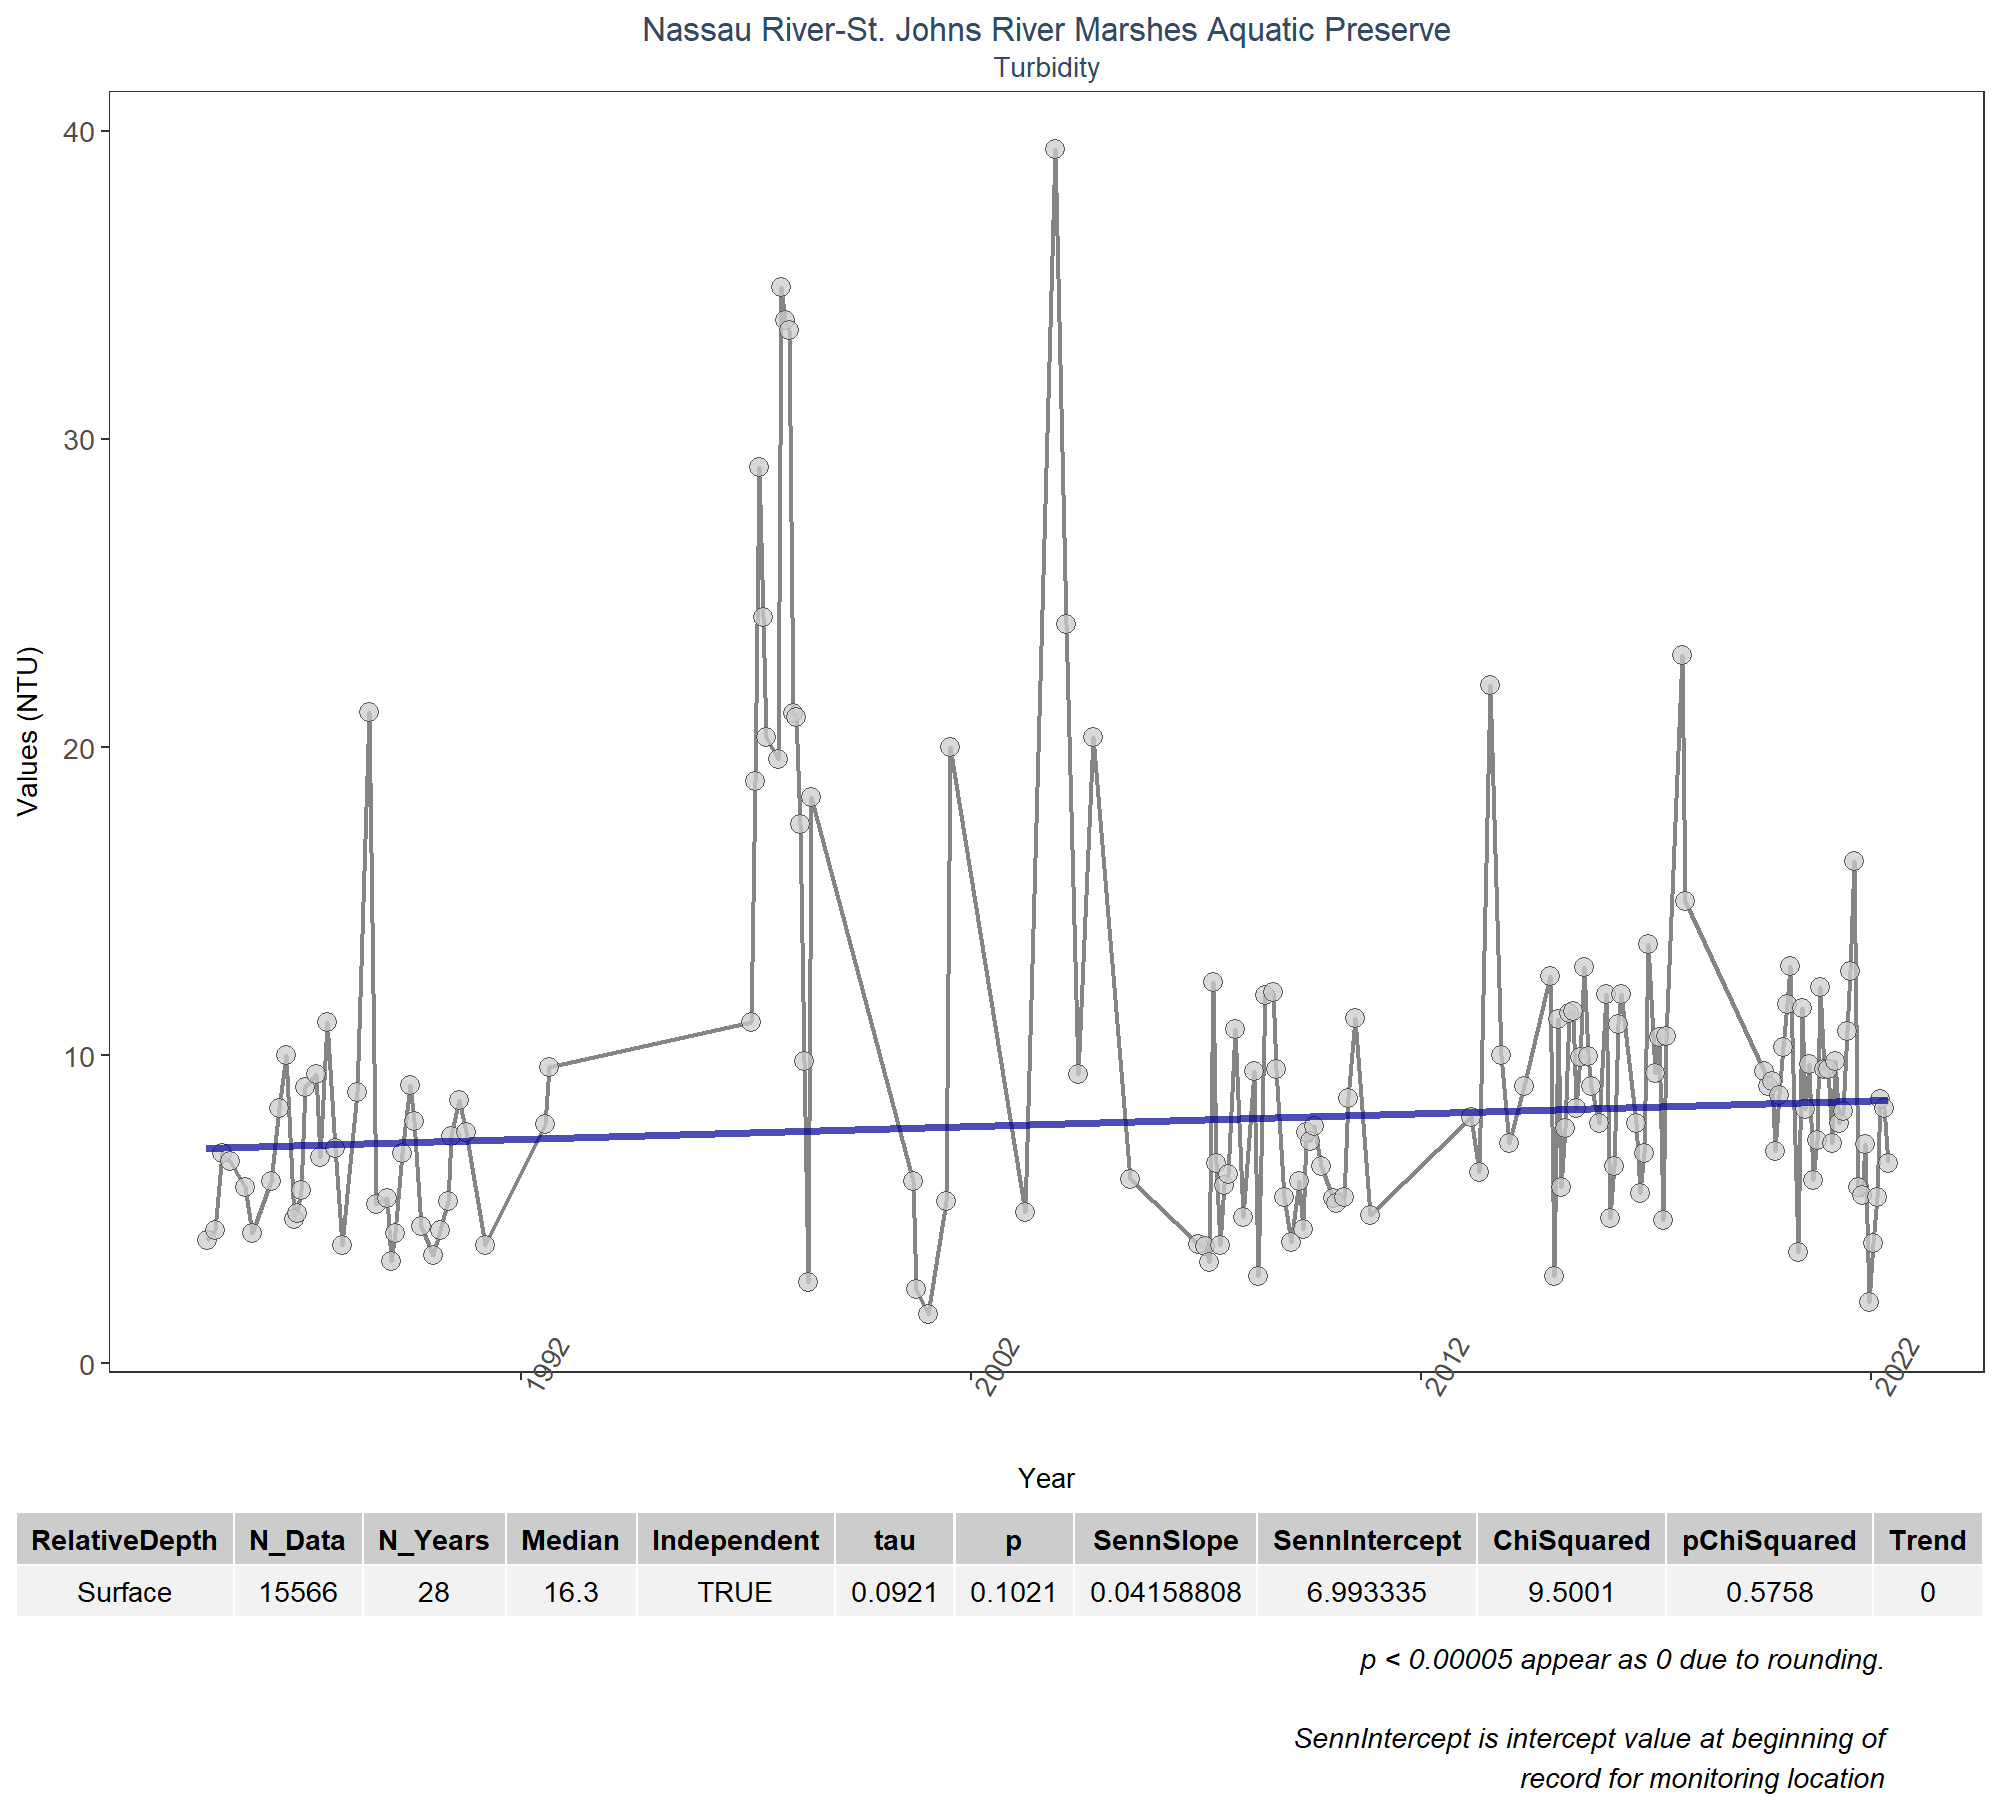 Nassau River-St. Johns River Marshes Aquatic Preserve
Turbidity
40
30
20
10
0
Values (NTU)
1992 2002 2012 2022
Year
RelativeDepth N_Data N_Years Median Independent tau p SennSlope SennIntercept ChiSquared pChiSquared Trend
Surface 15566 28 16.3 TRUE 0.0921 0.1021 0.04158808 6.993335 9.5001 0.5758 0
p < 0.00005 appear as 0 due to rounding.
SennIntercept is intercept value at beginning of
record for monitoring location